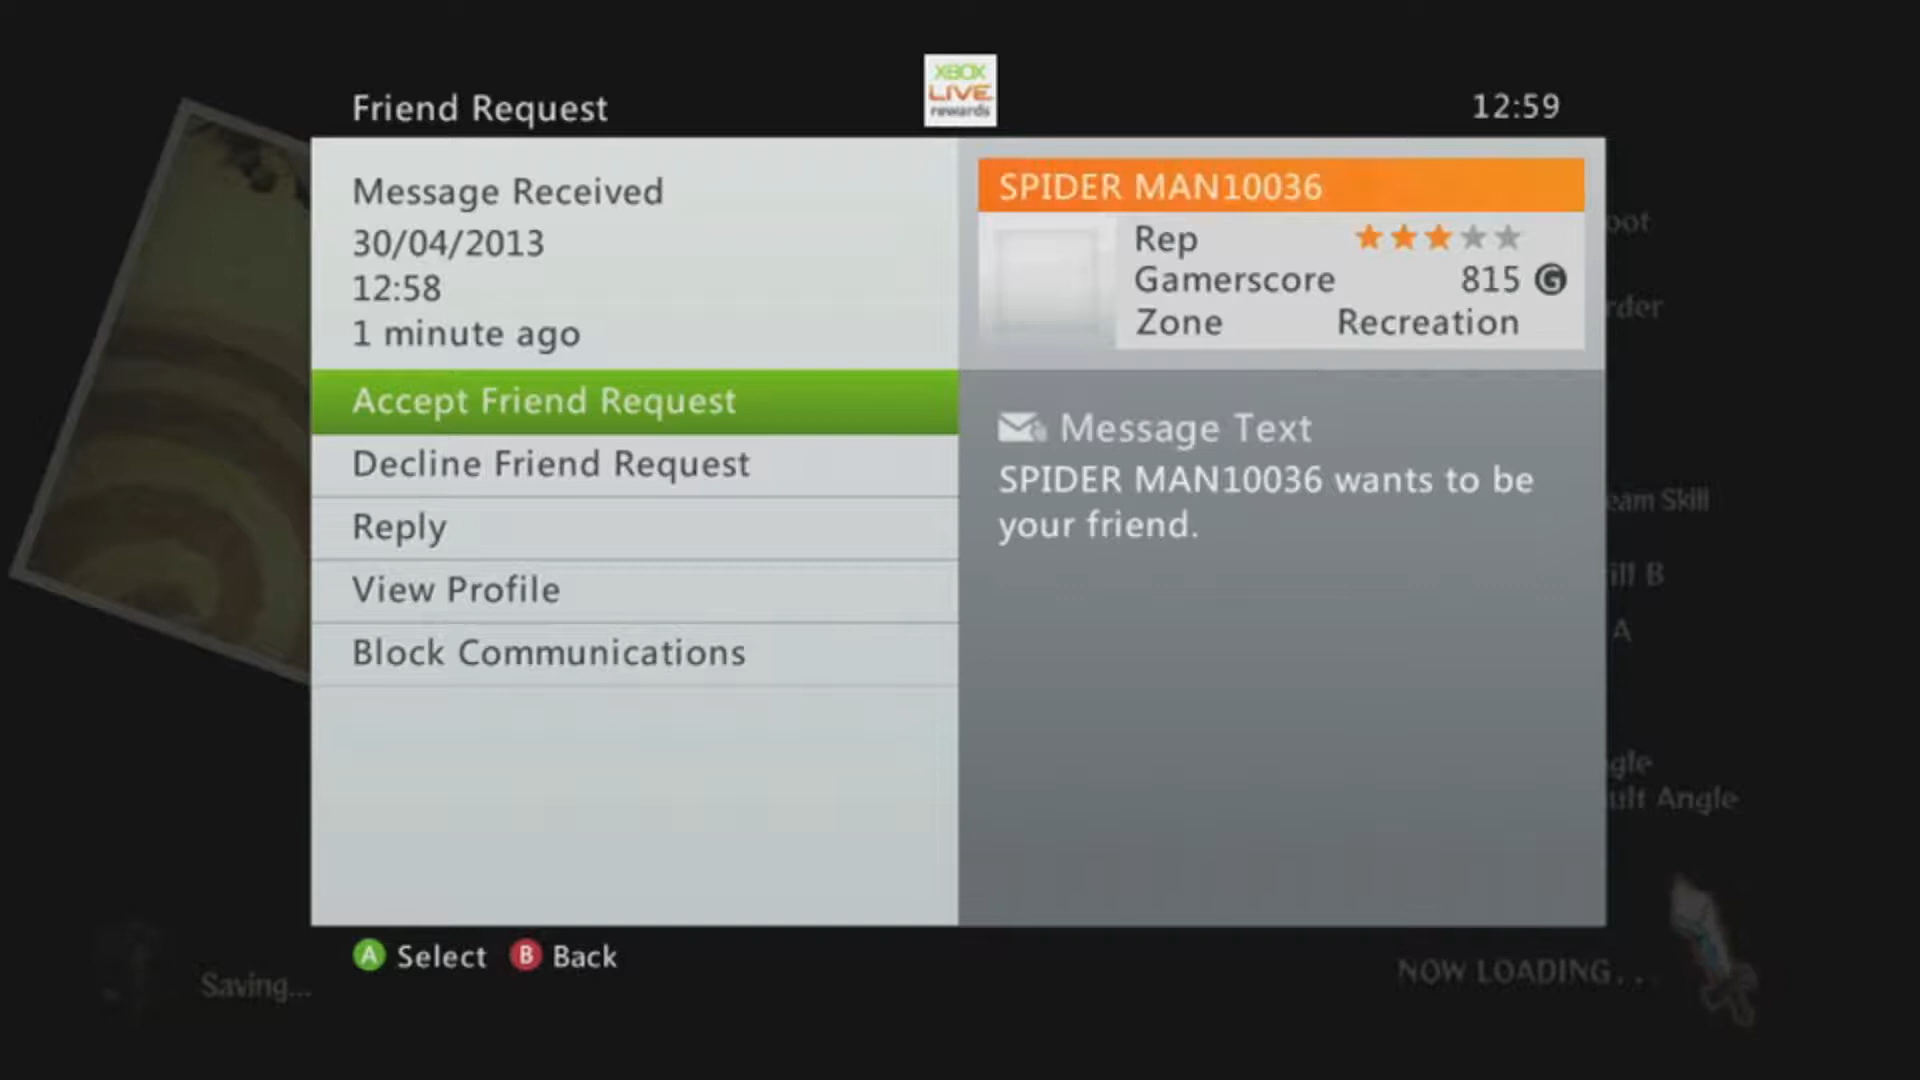 Friend Request
XBOX
LIVE
rewards
12:59
Message Received
30/04/2013
12:58
1 minute ago
Accept Friend Request
Decline Friend Request
Reply
View Profile
Block Communications
SPIDER MAN10036
Rep
Gamerscore 815 G
Zone Recreation
Message Text
SPIDER MAN10036 wants to be
your friend.
Skill
B
A
Angle
A Select B Back
Saving...
NOW LOADING...